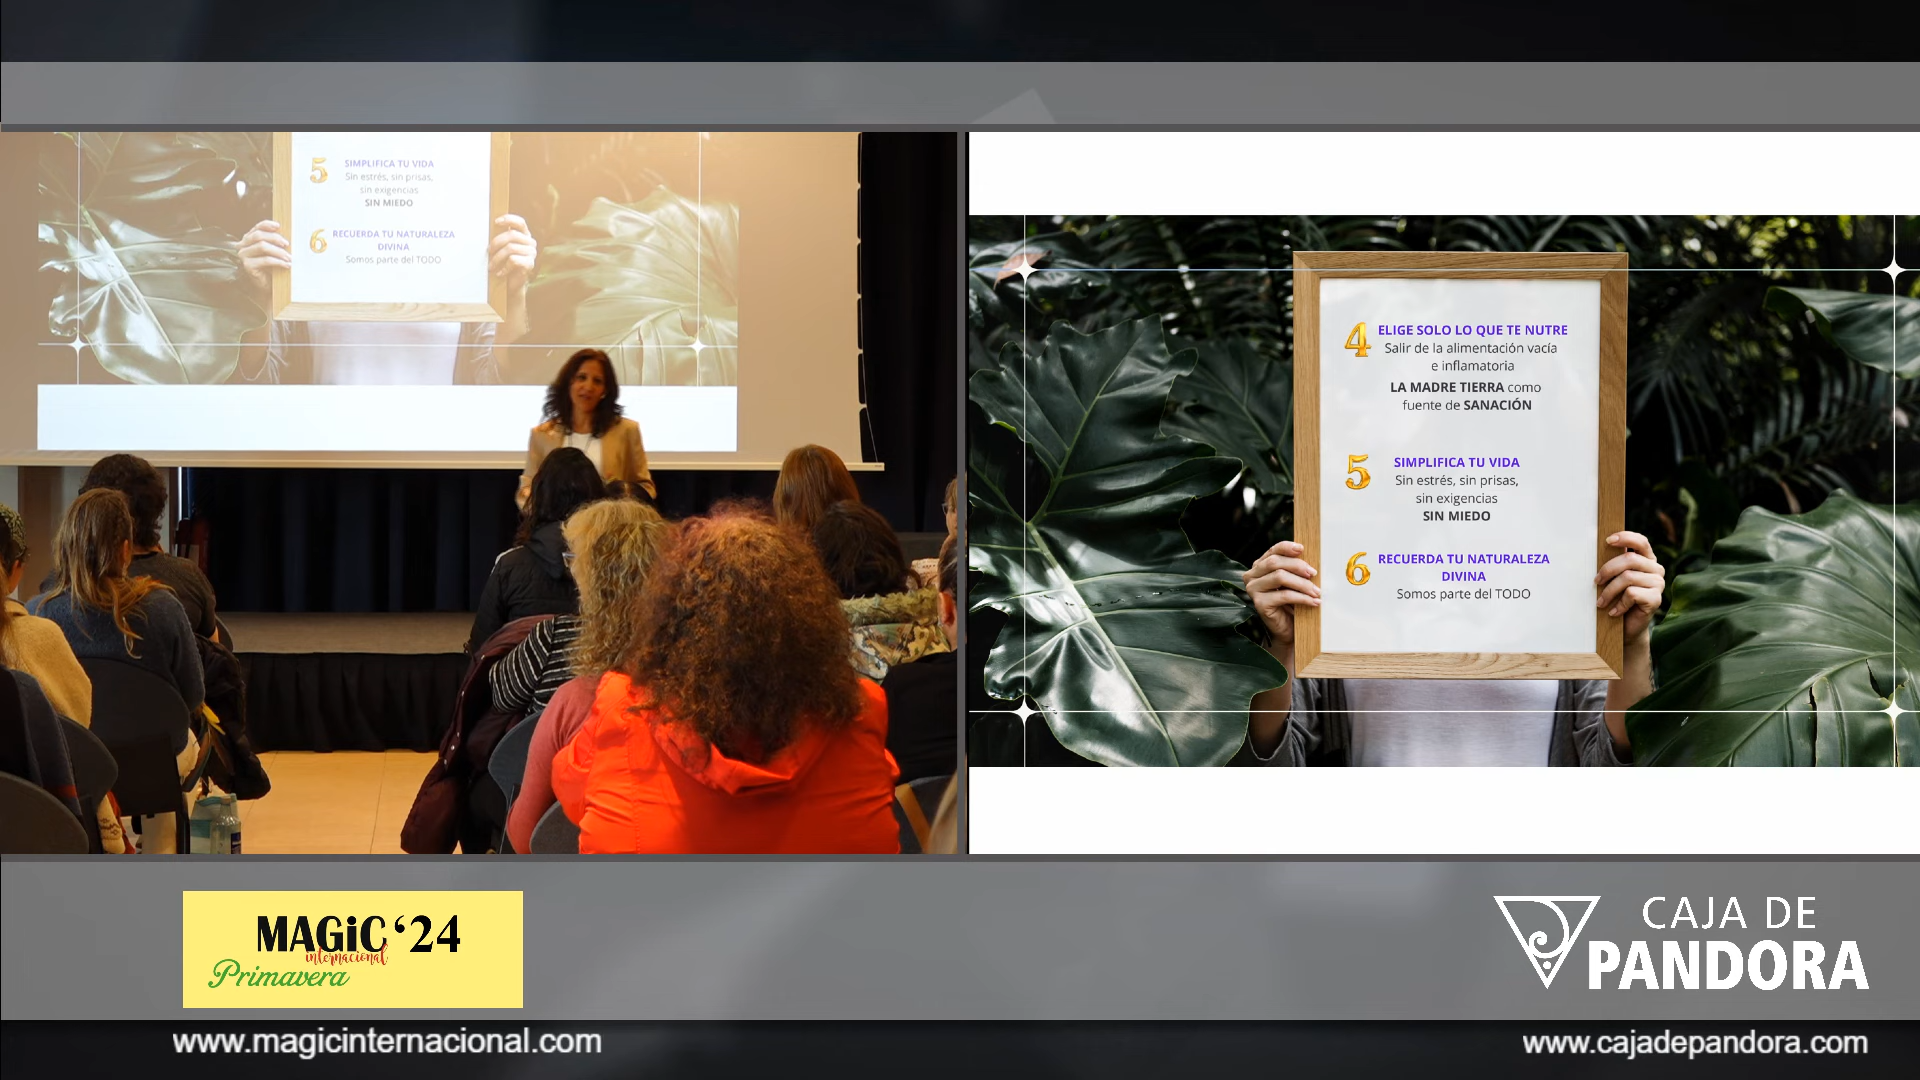 5
SIMPLIFICA TU VIDA
Sin estrés, sin prisas,
sin exigencias
SIN MIEDO
6
RECUERDA TU NATURALEZA
DIVINA
Somos parte del TODO
4
ELIGE SOLO LO QUE TE NUTRE
Salir de la alimentación vacía
e inflamatoria
LA MADRE TIERRA como
fuente de SANACIÓN
5
SIMPLIFICA TU VIDA
Sin estrés, sin prisas,
sin exigencias
SIN MIEDO
6
RECUERDA TU NATURALEZA
DIVINA
Somos parte del TODO
MAGiC ‘24
internacional
Primavera
www.magicinternacional.com
CAJA DE
PANDORA
www.cajadepandora.com